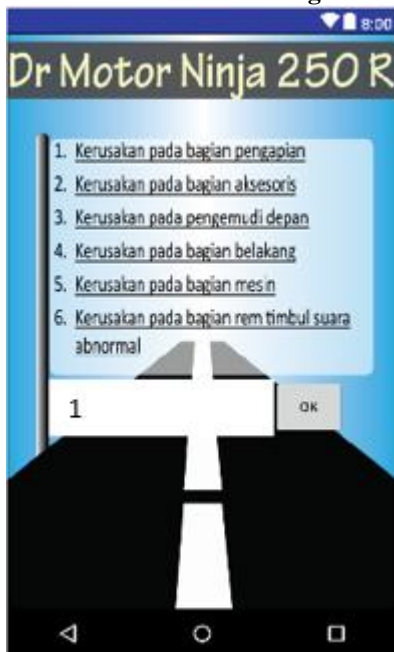 8:00
Dr Motor Ninja 250 R
1. Kerusakan pada bagian pengapian
2. Kerusakan pada bagian aksesoris
3. Kerusakan pada pengemudi depan
4. Kerusakan pada bagian belakang
5. Kerusakan pada bagian mesin
6. Kerusakan pada bagian rem timbul suara
abnormal
1
OK